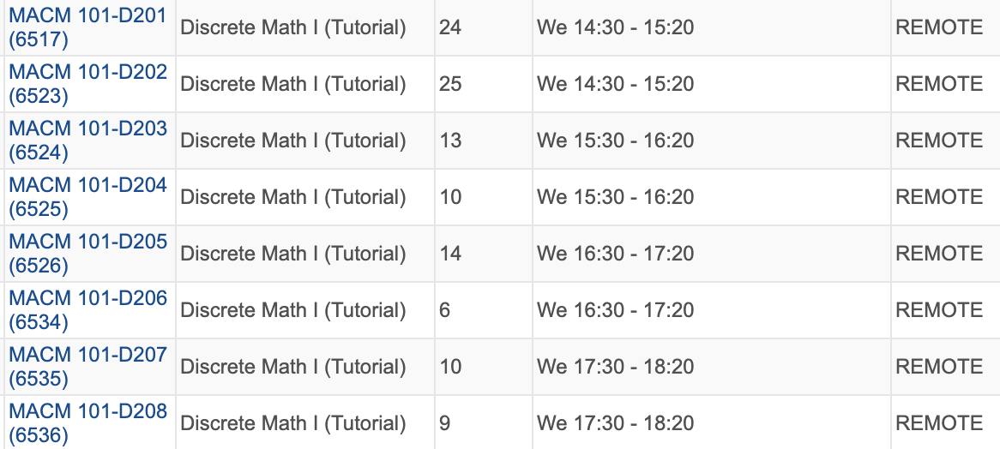 MACM 101-D201 (6517) Discrete Math I (Tutorial) 24 We 14:30 - 15:20 REMOTE
MACM 101-D202 (6523) Discrete Math I (Tutorial) 25 We 14:30 - 15:20 REMOTE
MACM 101-D203 (6524) Discrete Math I (Tutorial) 13 We 15:30 - 16:20 REMOTE
MACM 101-D204 (6525) Discrete Math I (Tutorial) 10 We 15:30 - 16:20 REMOTE
MACM 101-D205 (6526) Discrete Math I (Tutorial) 14 We 16:30 - 17:20 REMOTE
MACM 101-D206 (6534) Discrete Math I (Tutorial) 6 We 16:30 - 17:20 REMOTE
MACM 101-D207 (6535) Discrete Math I (Tutorial) 10 We 17:30 - 18:20 REMOTE
MACM 101-D208 (6536) Discrete Math I (Tutorial) 9 We 17:30 - 18:20 REMOTE